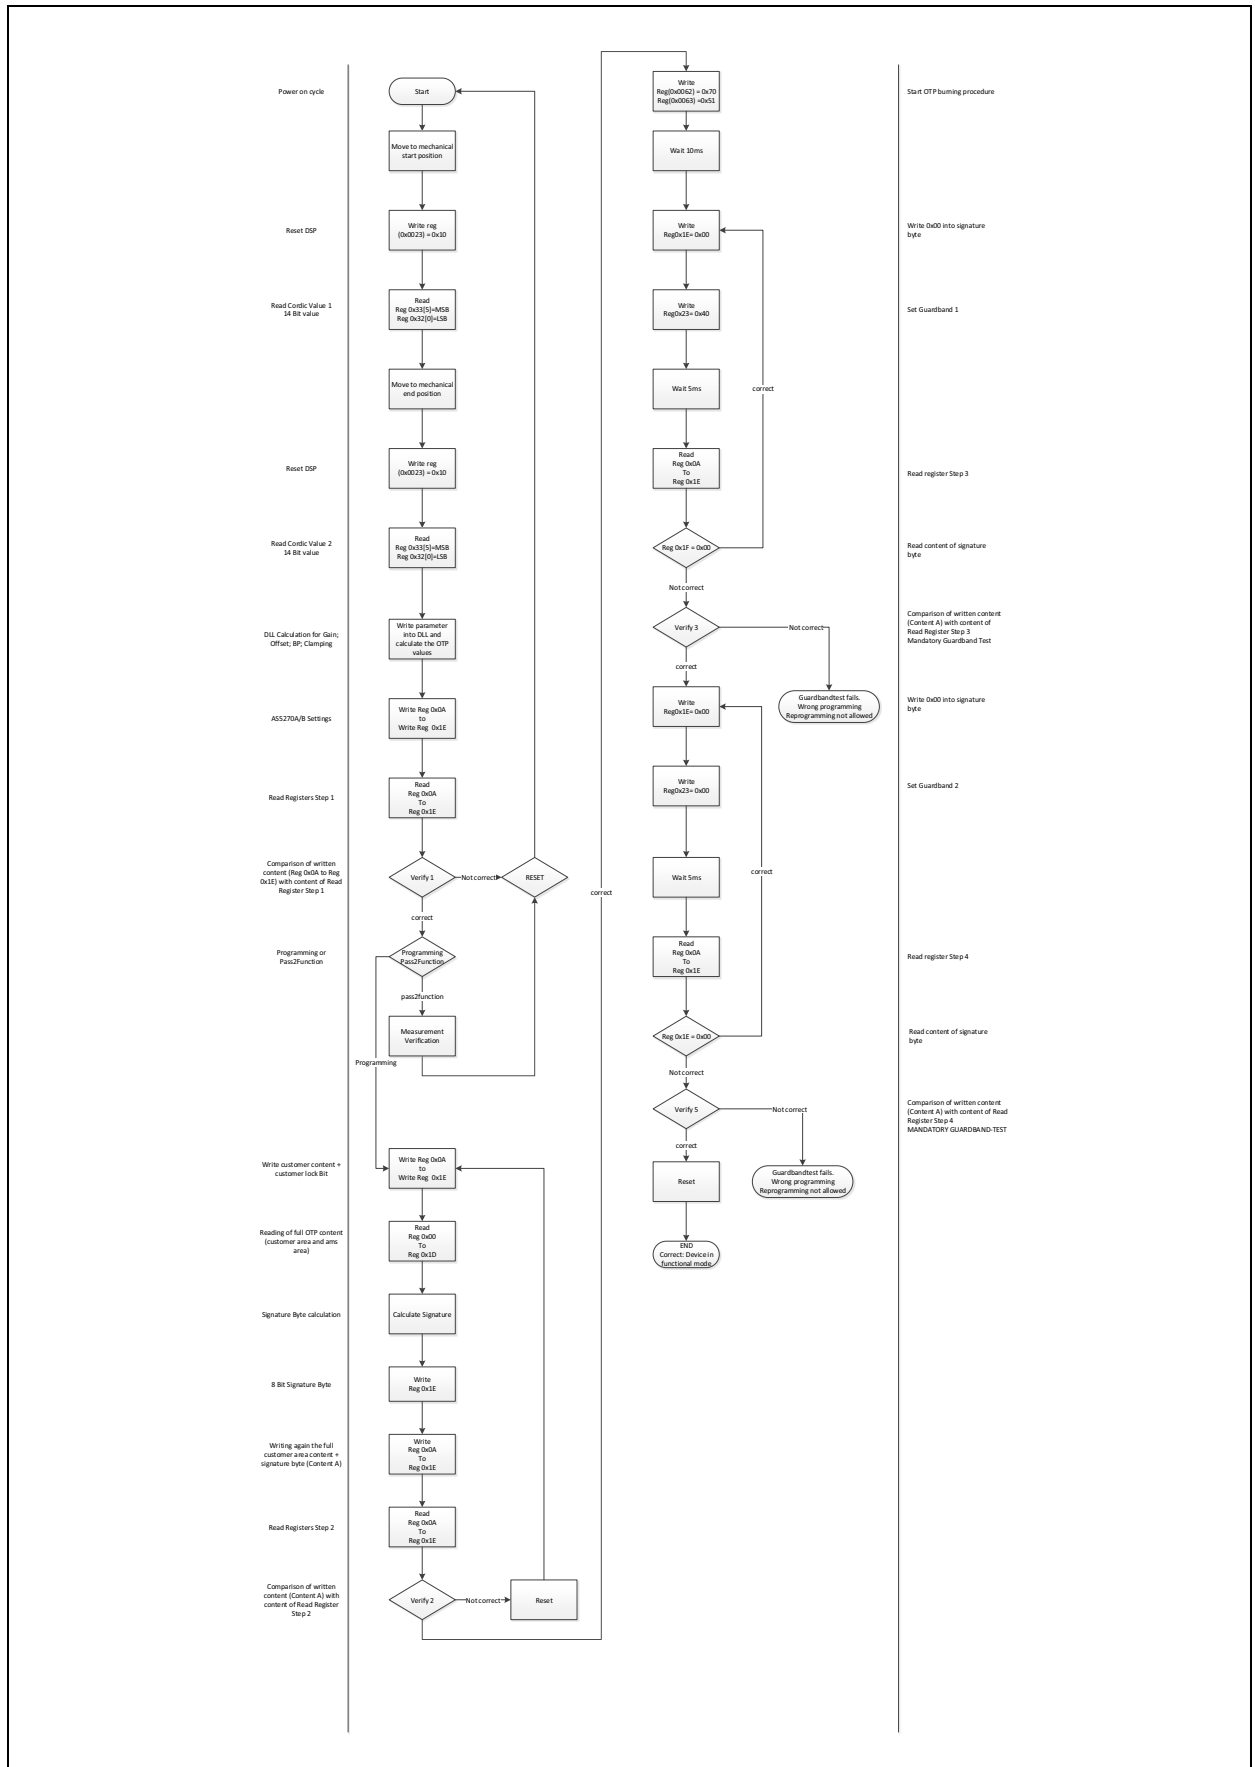 Power on cycle
Start
Move to mechanical
start position
Reset DSP
Write reg
(0x0023) = 0x10
Read Cordic Value 1
14 Bit value
Read
Reg 0x33[5]=MSB
Reg 0x32[0]=LSB
Move to mechanical
end position
Reset DSP
Write reg
(0x0023) = 0x10
Read Cordic Value 2
14 Bit value
Read
Reg 0x33[5]=MSB
Reg 0x32[0]=LSB
DLL Calculation for Gain;
Offset; BP; Clamping
Write parameter
into DLL and
calculate the OTP
values
AS5270A/B Settings
Write Reg 0x0A
to
Write Reg 0x1E
Read Registers Step 1
Read
Reg 0x0A
To
Reg 0x1E
Comparison of written
content (Reg 0x0A to Reg
0x1E) with content of Read
Register Step 1
Verify 1
Not correct
RESET
correct
Programming or
Pass2Function
Programming
Pass2Function
pass2function
Measurement
Verification
Programming
Write customer content +
customer lock Bit
Write Reg 0x0A
to
Write Reg 0x1E
Reading of full OTP content
(customer area and ams
area)
Read
Reg 0x00
To
Reg 0x1D
Signature Byte calculation
Calculate Signature
8 Bit Signature Byte
Write
Reg 0x1E
Writing again the full
customer area content +
signature byte (Content A)
Write
Reg 0x0A
To
Reg 0x1E
Read Registers Step 2
Read
Reg 0x0A
To
Reg 0x1E
Comparison of written
content (Content A) with
content of Read Register
Step 2
Verify 2
Not correct
Reset
correct
Write
Reg(0x0062) = 0x70
Reg(0x0063) =0x51
Start OTP burning procedure
Wait 10ms
Write
Reg0x1E= 0x00
Write 0x00 into signature
byte
Write
Reg0x23= 0x40
Set Guardband 1
Wait 5ms
correct
Read
Reg 0x0A
To
Reg 0x1E
Read register Step 3
Reg 0x1F = 0x00
Read content of signature
byte
Not correct
Verify 3
Not correct
Comparison of written content
(Content A) with content of
Read Register Step 3
Mandatory Guardband Test
correct
Guardbandtest fails.
Wrong programming
Reprogramming not allowed
Write
Reg0x1E= 0x00
Write 0x00 into signature
byte
Write
Reg0x23= 0x00
Set Guardband 2
Wait 5ms
correct
Read
Reg 0x0A
To
Reg 0x1E
Read register Step 4
Reg 0x1E = 0x00
Read content of signature
byte
Not correct
Verify 5
Not correct
Comparison of written content
(Content A) with content of Read
Register Step 4
MANDATORY GUARDBAND-TEST
correct
Guardbandtest fails.
Wrong programming
Reprogramming not allowed
Reset
END
Correct: Device in
functional mode